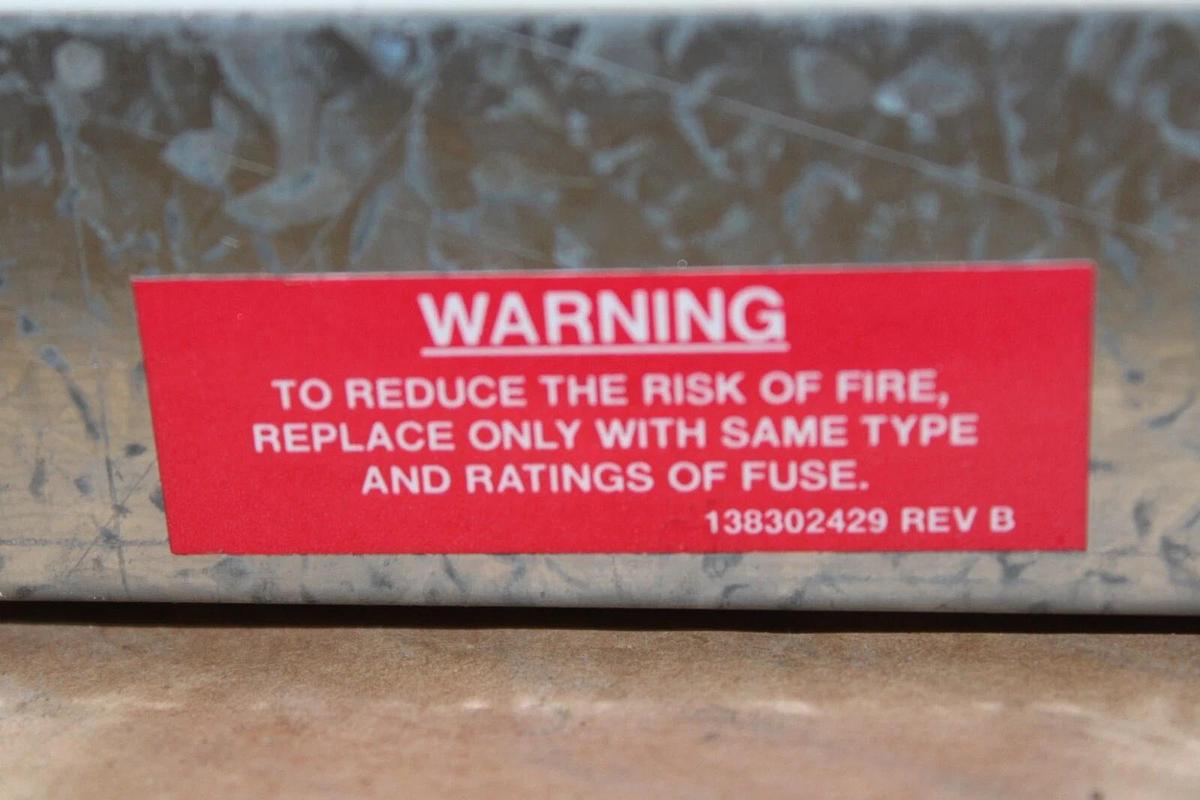 WARNING
TO REDUCE THE RISK OF FIRE,
REPLACE ONLY WITH SAME TYPE
AND RATINGS OF FUSE.
138302429 REV B